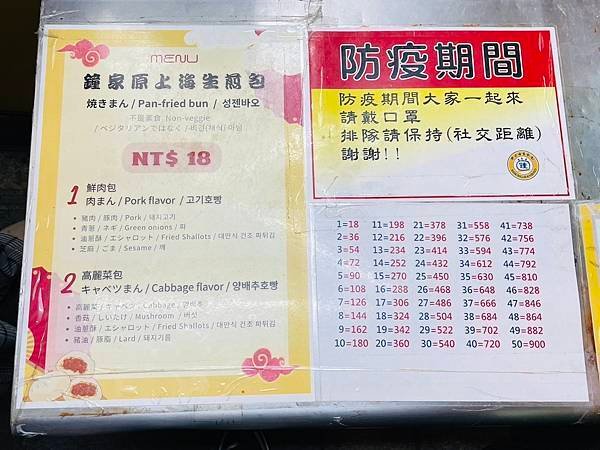 MENU
鐘家原上海生煎包
焼きまん / Pan-fried bun / 성젠바오
不是素食 Non-veggie
/ ベジタリアンではなく / 비건(채식) 아님
NT$ 18
1 鮮肉包
肉まん / Pork flavor / 고기호빵
豬肉 / 豚肉 / Pork / 돼지고기
青蔥 / ネギ / Green onions / 파
油蔥酥 / エシャロット / Fried Shallots / 대만식 건조 파튀김
芝麻 / ごま / Sesame / 깨
2 高麗菜包
キャベツまん / Cabbage flavor / 양배추호빵
高麗菜 / キャベツ / Cabbage / 양배추
香菇 / しいたけ / Mushroom / 버섯
油蔥酥 / エシャロット / Fried Shallots / 대만식 건조 파튀김
豬油 / 豚脂 / Lard / 돼지기름
防疫期間
防疫期間大家一起來
請戴口罩
排隊請保持(社交距離)
謝謝!!
1=18 11=198 21=378 31=558 41=738
2=36 12=216 22=396 32=576 42=756
3=54 13=234 23=414 33=594 43=774
4=72 14=252 24=432 34=612 44=792
5=90 15=270 25=450 35=630 45=810
6=108 16=288 26=468 36=648 46=828
7=126 17=306 27=486 37=666 47=846
8=144 18=324 28=504 38=684 48=864
9=162 19=342 29=522 39=702 49=882
10=180 20=360 30=540 40=720 50=900